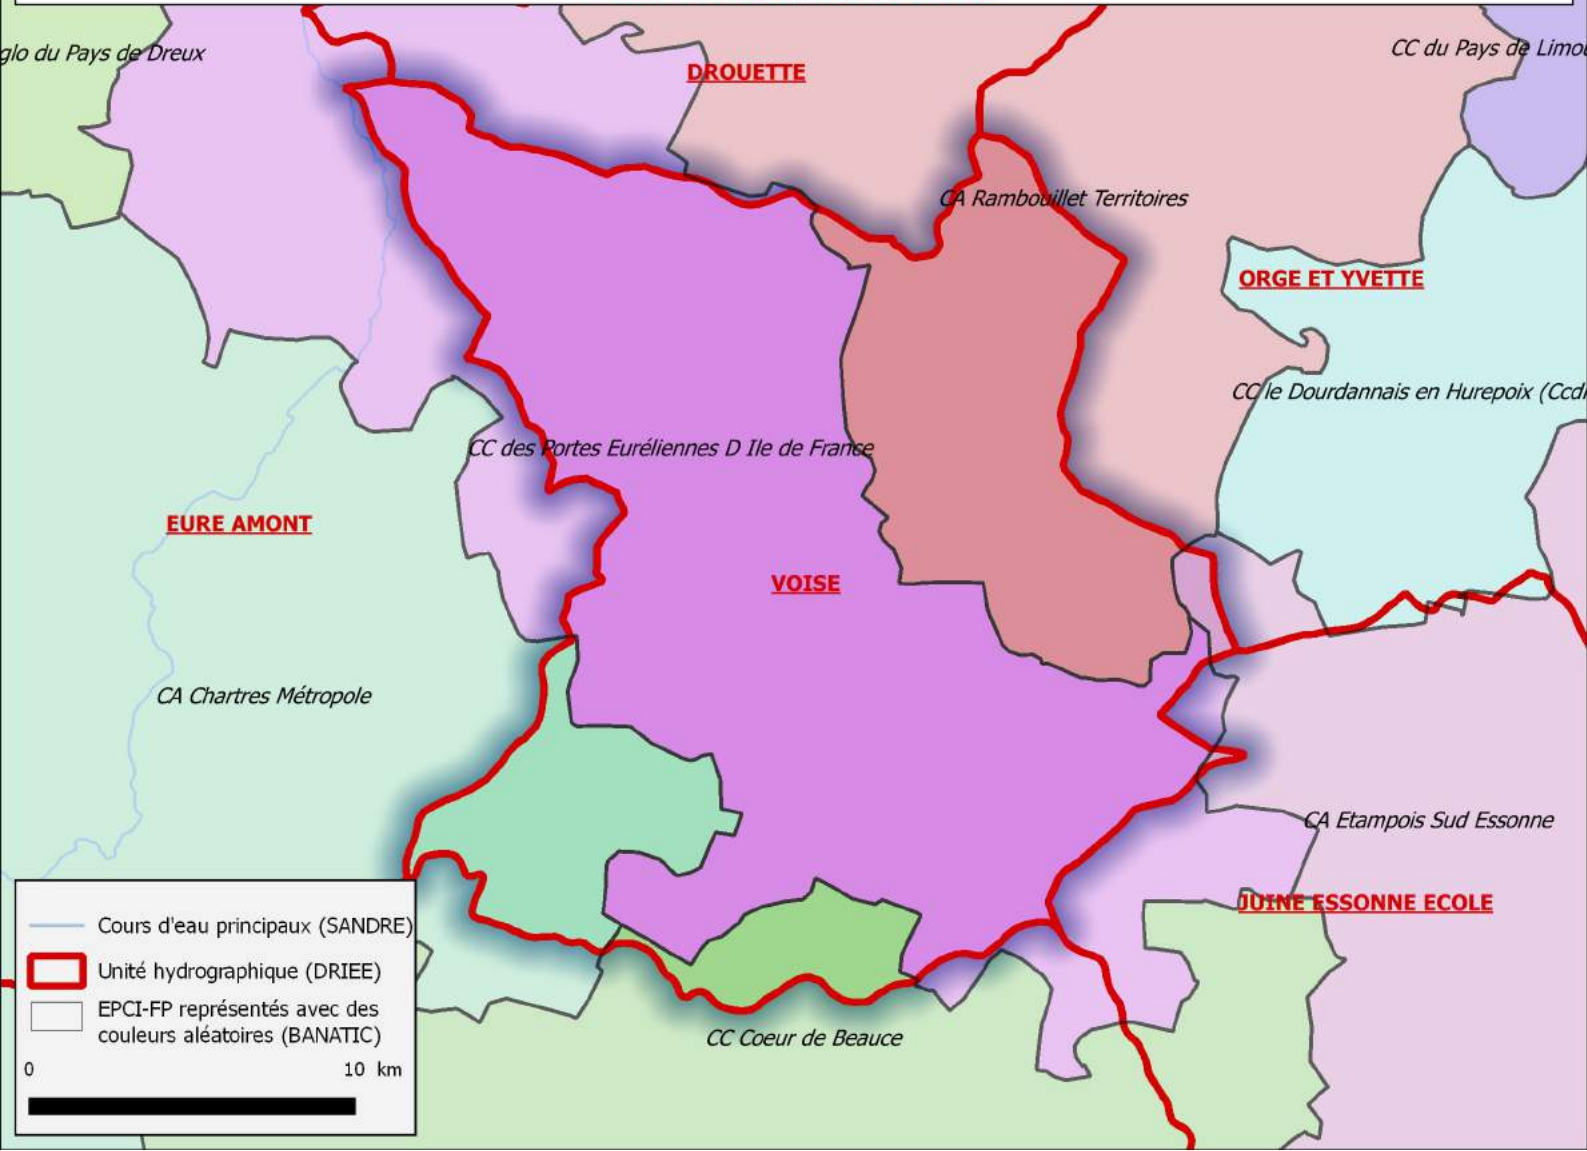 glo du Pays de Dreux
CC du Pays de Limou
DROUETTE
CA Rambouillet Territoires
ORGE ET YVETTE
CC le Dourdannais en Hurepoix (Ccdh
CC des Portes Euréliennes D Ile de France
EURE AMONT
VOISE
CA Chartres Métropole
CA Etampois Sud Essonne
JUINE ESSONNE ECOLE
CC Coeur de Beauce
Cours d'eau principaux (SANDRE)
Unité hydrographique (DRIEE)
EPCI-FP représentés avec des
couleurs aléatoires (BANATIC)
0 10 km